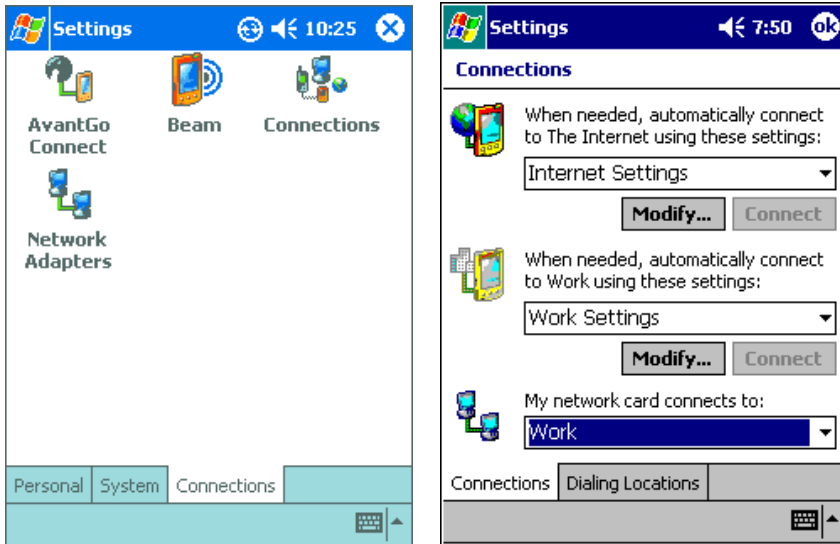 Settings 10:25
AvantGo
Connect
Beam
Connections
Network
Adapters
Personal System Connections
Settings 7:50 ok
Connections
When needed, automatically connect
to The Internet using these settings:
Internet Settings
Modify... Connect
When needed, automatically connect
to Work using these settings:
Work Settings
Modify... Connect
My network card connects to:
Work
Connections Dialing Locations